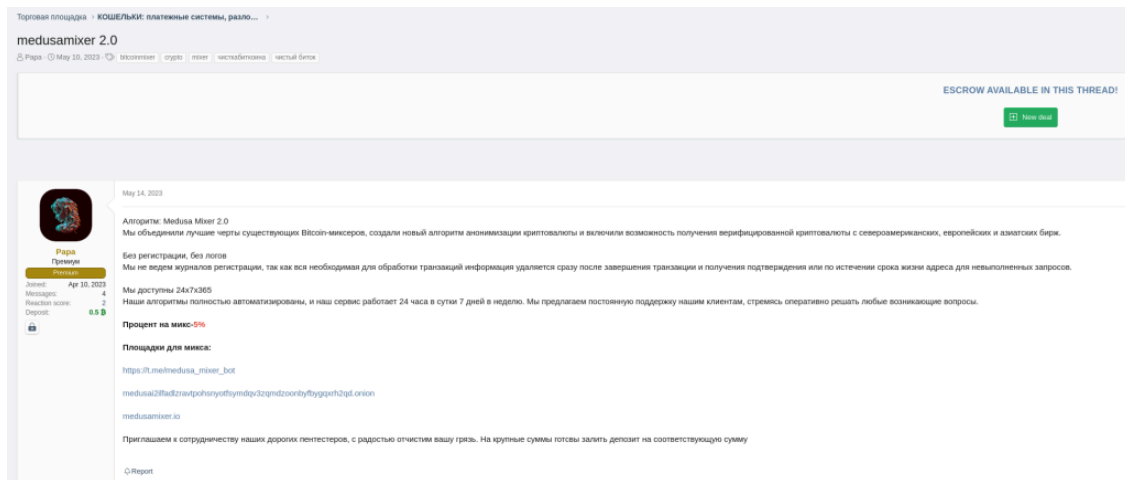 Торговая площадка > КОШЕЛЬКИ: платежные системы, разло... >
medusamixer 2.0
Papa · May 10, 2023 · bitcoinmixer crypto mixer чисткабиткоина чистый биток
ESCROW AVAILABLE IN THIS THREAD!
New deal
May 14, 2023
Papa
Премиум
Premium
Joined: Apr 10, 2023
Messages: 4
Reaction score: 2
Deposit: 0.5 ₿
Алгоритм: Medusa Mixer 2.0
Мы объединили лучшие черты существующих Bitcoin-миксеров, создали новый алгоритм анонимизации криптовалюты и включили возможность получения верифицированной криптовалюты с североамериканских, европейских и азиатских бирж.
Без регистрации, без логов
Мы не ведем журналов регистрации, так как вся необходимая для обработки транзакций информация удаляется сразу после завершения транзакции и получения подтверждения или по истечении срока жизни адреса для невыполненных запросов.
Мы доступны 24x7x365
Наши алгоритмы полностью автоматизированы, и наш сервис работает 24 часа в сутки 7 дней в неделю. Мы предлагаем постоянную поддержку нашим клиентам, стремясь оперативно решать любые возникающие вопросы.
Процент на микс-5%
Площадки для микса:
https://t.me/medusa_mixer_bot
medusai2ilfadlzravtpohsnyotfsymdqv3zqmdzoonbyfbygqxrh2qd.onion
medusamixer.io
Приглашаем к сотрудничеству наших дорогих пентестеров, с радостью отчистим вашу грязь. На крупные суммы готовы залить депозит на соответствующую сумму
Report